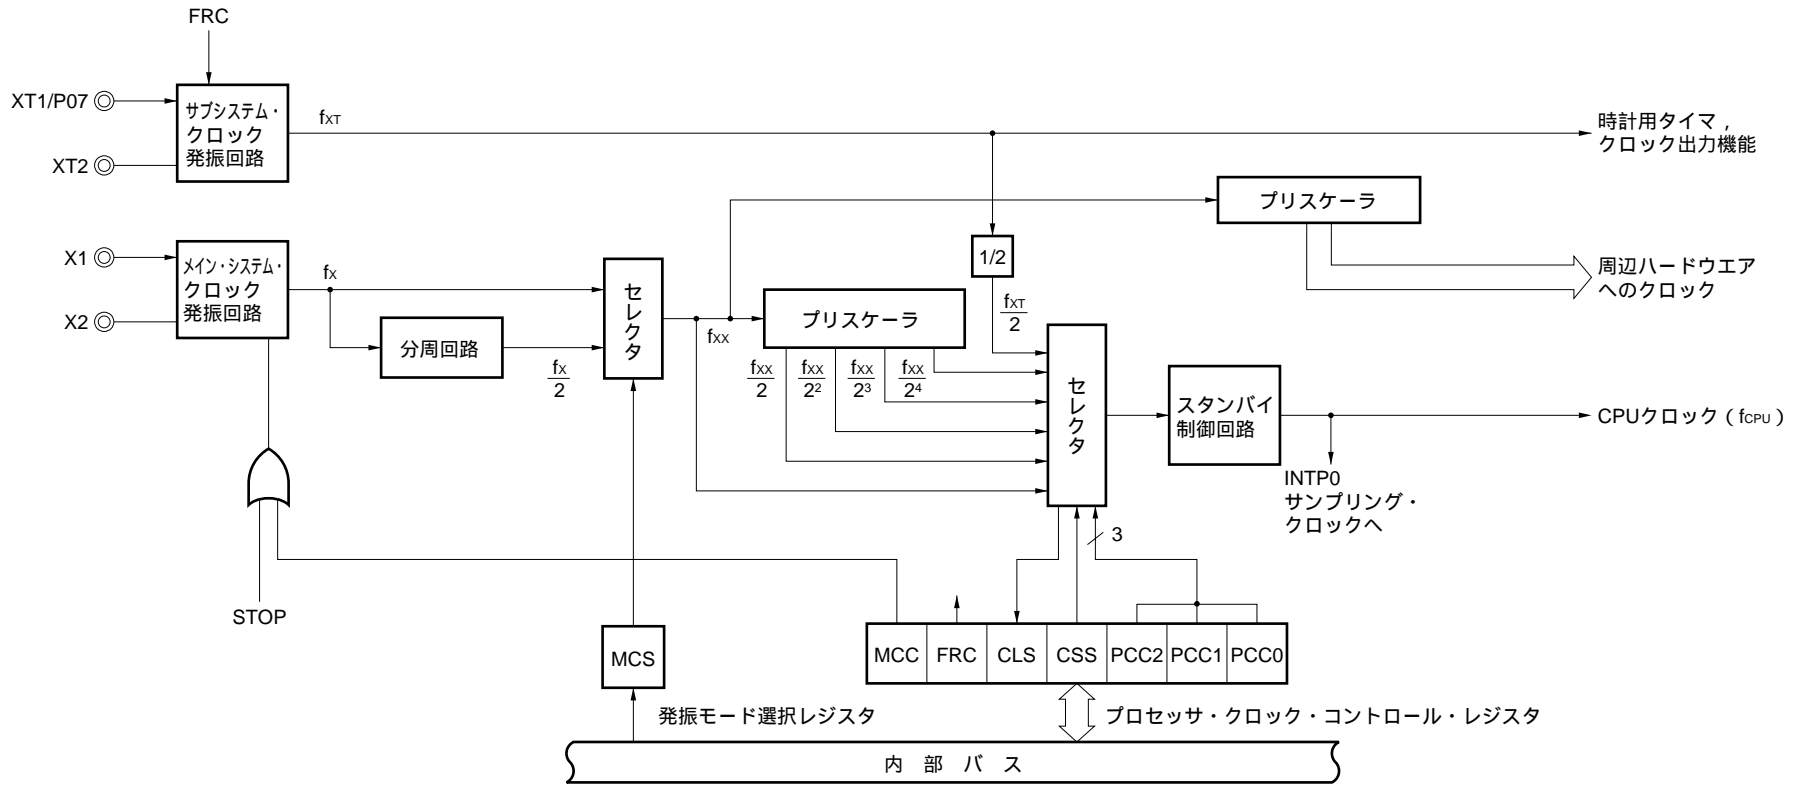 FRC
XT1/P07
XT2
サブシステム・
クロック
発振回路
fXT
時計用タイマ，
クロック出力機能
プリスケーラ
1/2
周辺ハードウエア
へのクロック
X1
X2
メイン・システム・
クロック
発振回路
fX
分周回路
fX
2
セレクタ
fXX
プリスケーラ
fXX
2
fXX
2²
fXX
2³
fXX
2⁴
fXT
2
セレクタ
スタンバイ
制御回路
CPUクロック（fCPU）
INTP0
サンプリング・
クロックへ
3
STOP
MCS
MCC FRC CLS CSS PCC2 PCC1 PCC0
発振モード選択レジスタ
プロセッサ・クロック・コントロール・レジスタ
内 部 バ ス